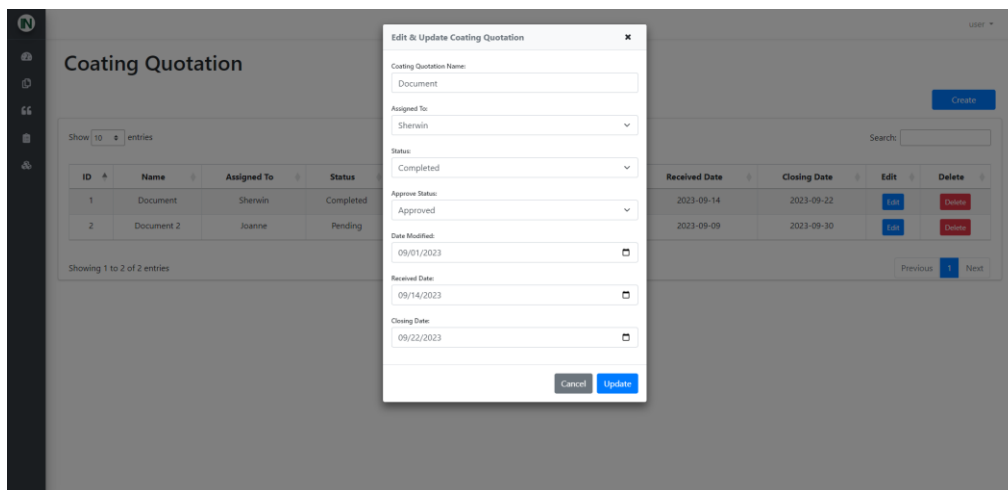 N
user
Edit & Update Coating Quotation
Coating Quotation
Coating Quotation Name:
Document
Create
Assigned To:
Sherwin
Show 10 entries
Search:
Status:
Completed
ID Name Assigned To Status Received Date Closing Date Edit Delete
Approve Status:
Approved
1 Document Sherwin Completed 2023-09-14 2023-09-22 Edit Delete
2 Document 2 Joanne Pending 2023-09-09 2023-09-30 Edit Delete
Date Modified:
09/01/2023
Showing 1 to 2 of 2 entries
Previous 1 Next
Received Date:
09/14/2023
Closing Date:
09/22/2023
Cancel Update